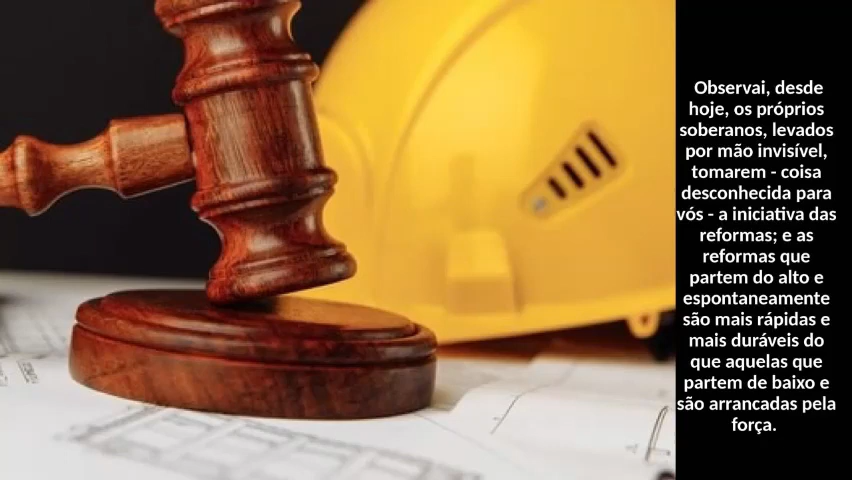 Observai, desde
hoje, os próprios
soberanos, levados
por mão invisível,
tomarem - coisa
desconhecida para
vós - a iniciativa das
reformas; e as
reformas que
partem do alto e
espontaneamente
são mais rápidas e
mais duráveis do
que aquelas que
partem de baixo e
são arrancadas pela
força.